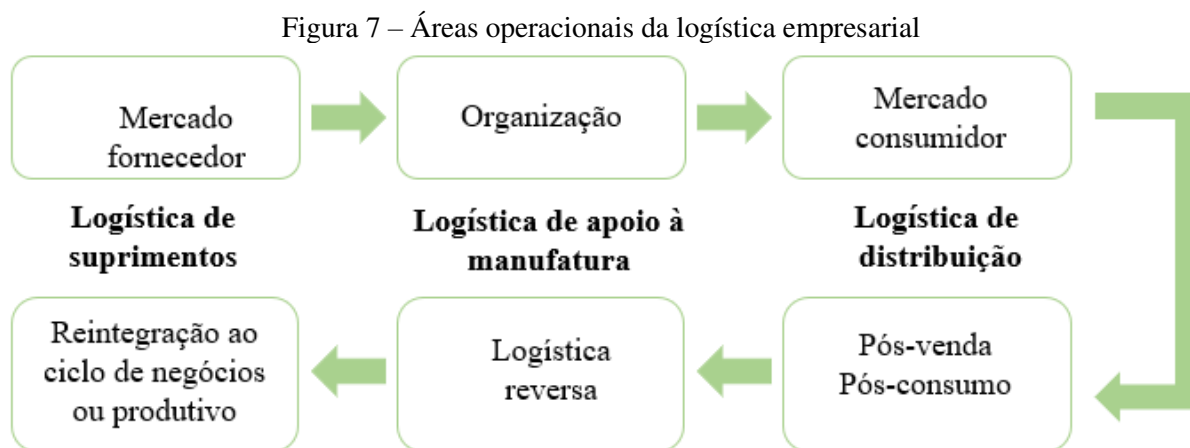 Figura 7 – Áreas operacionais da logística empresarial
Mercado
fornecedor
Organização
Mercado
consumidor
Logística de
suprimentos
Logística de apoio à
manufatura
Logística de
distribuição
Reintegração ao
ciclo de negócios
ou produtivo
Logística
reversa
Pós-venda
Pós-consumo